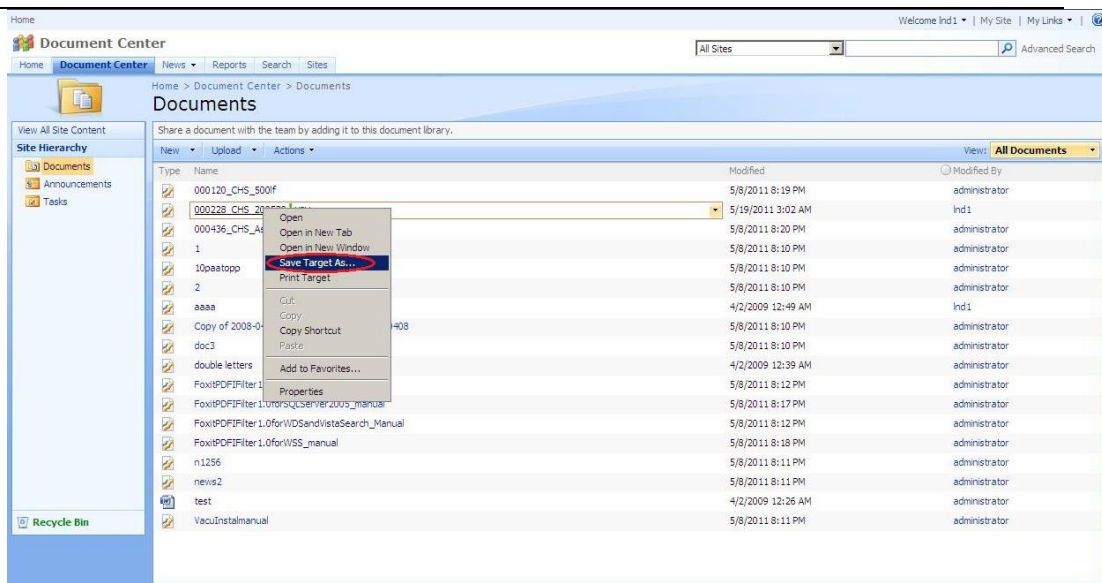 Home Welcome lnd1 | My Site | My Links |
Document Center All Sites Advanced Search
Home Document Center News Reports Search Sites
Home > Document Center > Documents
Documents
View All Site Content Share a document with the team by adding it to this document library.
Site Hierarchy New Upload Actions View: All Documents
Documents Type Name Modified Modified By
Announcements 000120_CHS_500lf 5/8/2011 8:19 PM administrator
Tasks 000228_CHS 5/19/2011 3:02 AM lnd1
Open
000436_CHS_As 5/8/2011 8:20 PM administrator
Open in New Tab
1 5/8/2011 8:10 PM administrator
Open in New Window
10paatopp 5/8/2011 8:10 PM administrator
Save Target As...
Print Target
2 5/8/2011 8:10 PM administrator
Cut
aaaa 4/2/2009 12:49 AM lnd1
Copy
Copy of 2008-0 0408 5/8/2011 8:10 PM administrator
Copy Shortcut
doc3 5/8/2011 8:10 PM administrator
Paste
double letters 4/2/2009 12:39 AM administrator
Add to Favorites...
FoxitPDFIFilter1 5/8/2011 8:12 PM administrator
Properties
FoxitPDFIFilter1.0forSQLServer2005_manual 5/8/2011 8:17 PM administrator
FoxitPDFIFilter1.0forWDSandVistaSearch_Manual 5/8/2011 8:12 PM administrator
FoxitPDFIFilter1.0forWSS_manual 5/8/2011 8:18 PM administrator
n1256 5/8/2011 8:11 PM administrator
news2 5/8/2011 8:11 PM administrator
test 4/2/2009 12:26 AM administrator
Recycle Bin VacuInstalmanual 5/8/2011 8:11 PM administrator